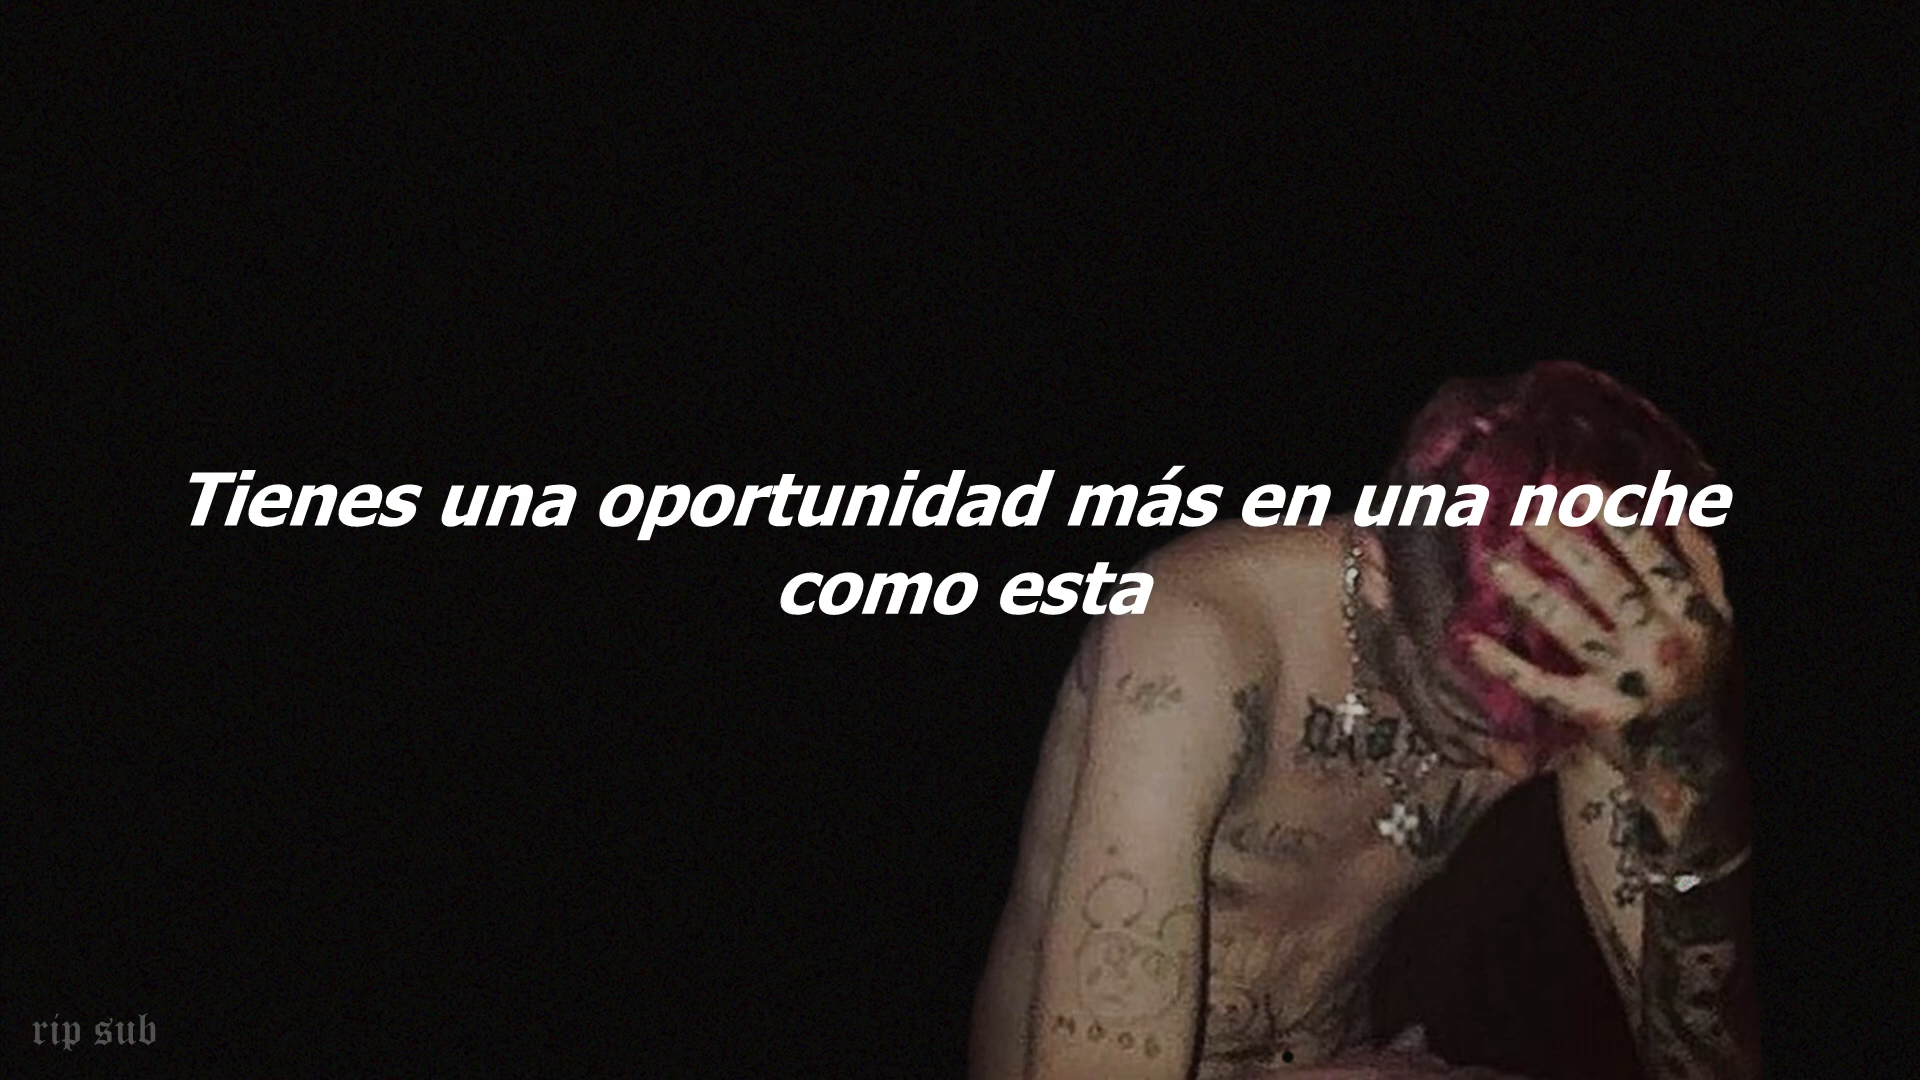 Tienes una oportunidad más en una noche
como esta
rip sub